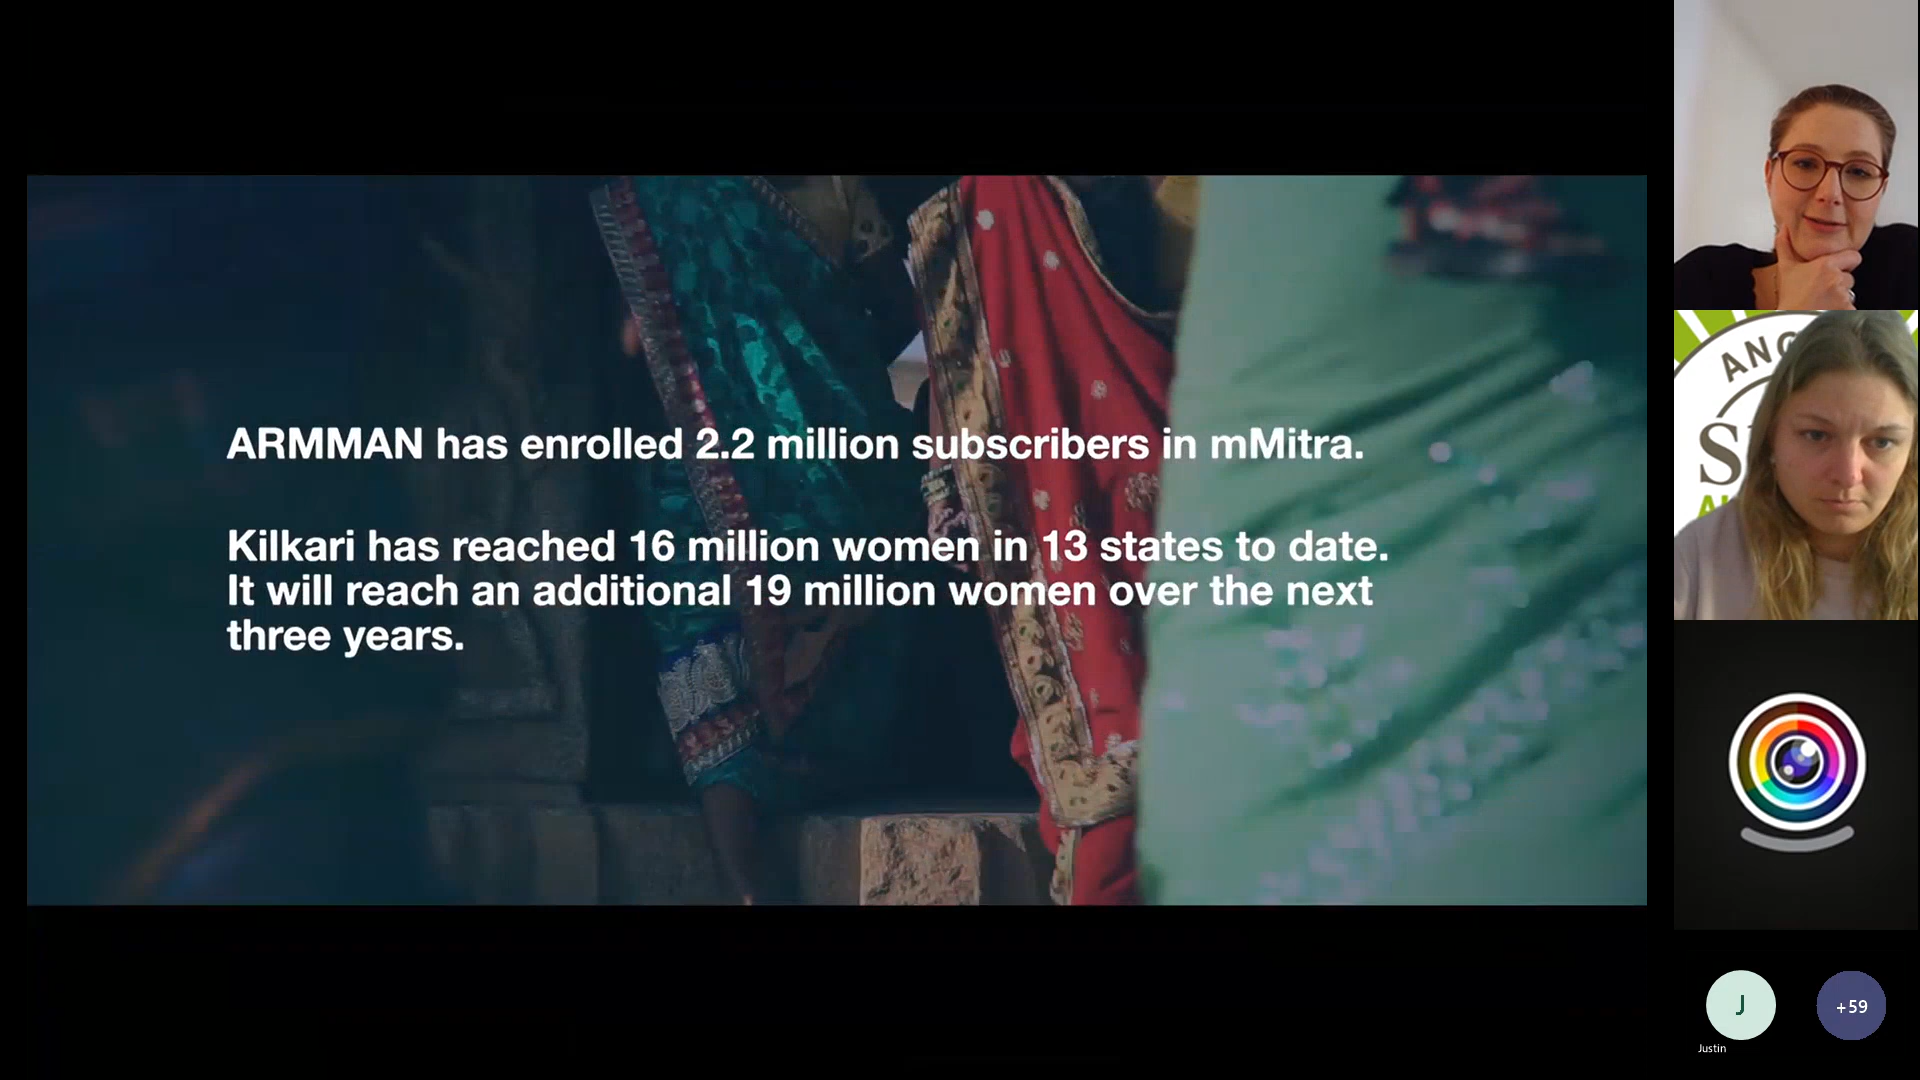 ARMMAN has enrolled 2.2 million subscribers in mMitra.
Kilkari has reached 16 million women in 13 states to date.
It will reach an additional 19 million women over the next
three years.
ANG
J
+59
Justin